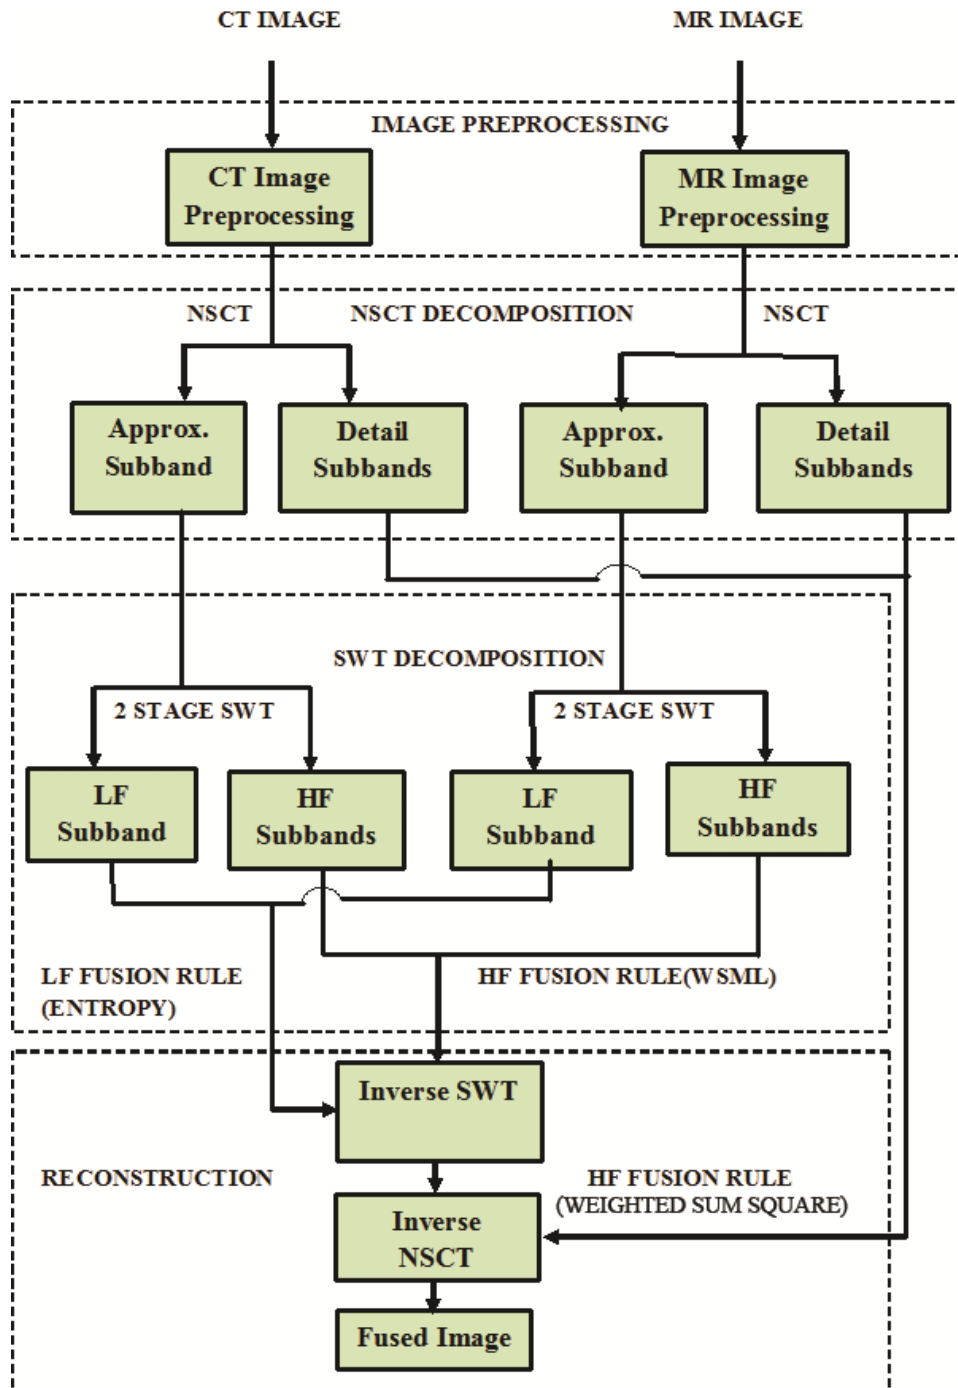 CT IMAGE
MR IMAGE
IMAGE PREPROCESSING
CT Image
Preprocessing
MR Image
Preprocessing
NSCT
NSCT DECOMPOSITION
NSCT
Approx.
Subband
Detail
Subbands
Approx.
Subband
Detail
Subbands
SWT DECOMPOSITION
2 STAGE SWT
2 STAGE SWT
LF
Subband
HF
Subbands
LF
Subband
HF
Subbands
LF FUSION RULE
(ENTROPY)
HF FUSION RULE(WSML)
Inverse SWT
RECONSTRUCTION
HF FUSION RULE
(WEIGHTED SUM SQUARE)
Inverse
NSCT
Fused Image